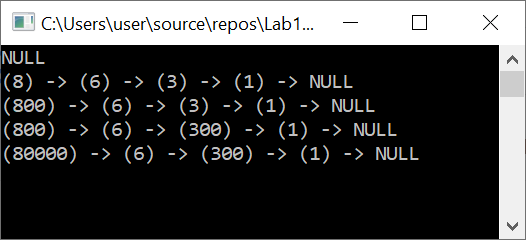 C:\Users\user\source\repos\Lab1...
NULL
(8) -> (6) -> (3) -> (1) -> NULL
(800) -> (6) -> (3) -> (1) -> NULL
(800) -> (6) -> (300) -> (1) -> NULL
(80000) -> (6) -> (300) -> (1) -> NULL